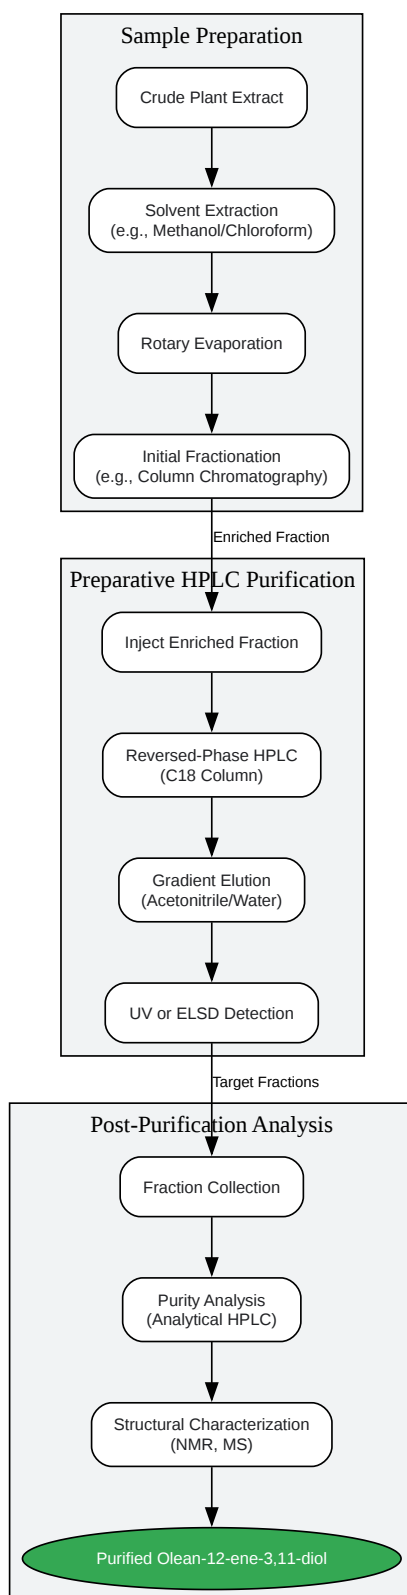 Sample Preparation
Crude Plant Extract
Solvent Extraction
(e.g., Methanol/Chloroform)
Rotary Evaporation
Initial Fractionation
(e.g., Column Chromatography)
Enriched Fraction
Preparative HPLC Purification
Inject Enriched Fraction
Reversed-Phase HPLC
(C18 Column)
Gradient Elution
(Acetonitrile/Water)
UV or ELSD Detection
Target Fractions
Post-Purification Analysis
Fraction Collection
Purity Analysis
(Analytical HPLC)
Structural Characterization
(NMR, MS)
Purified Olean-12-ene-3,11-diol